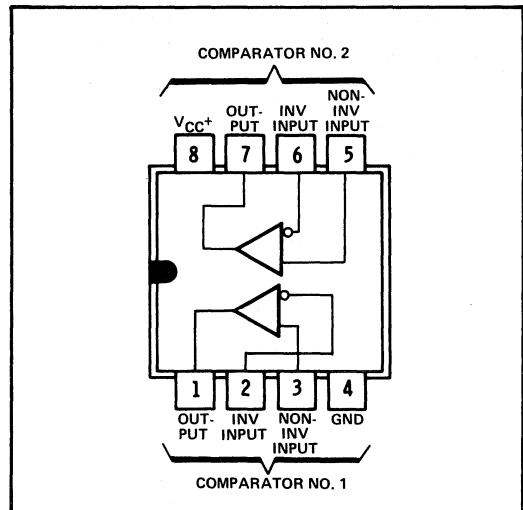 COMPARATOR NO. 2
VCC+
OUT-
PUT
INV
INPUT
NON-
INV
INPUT
8 7 6 5
1 2 3 4
OUT-
PUT
INV
INPUT
NON-
INV
INPUT
GND
COMPARATOR NO. 1